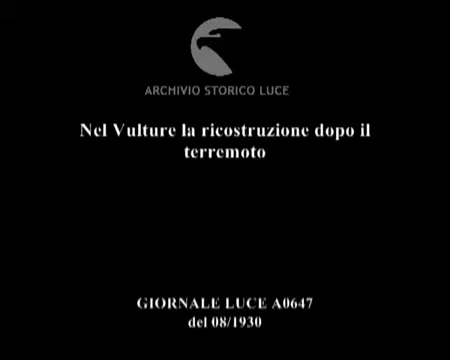 ARCHIVIO STORICO LUCE
Nel Vulture la ricostruzione dopo il
terremoto
GIORNALE LUCE A0647
del 08/1930